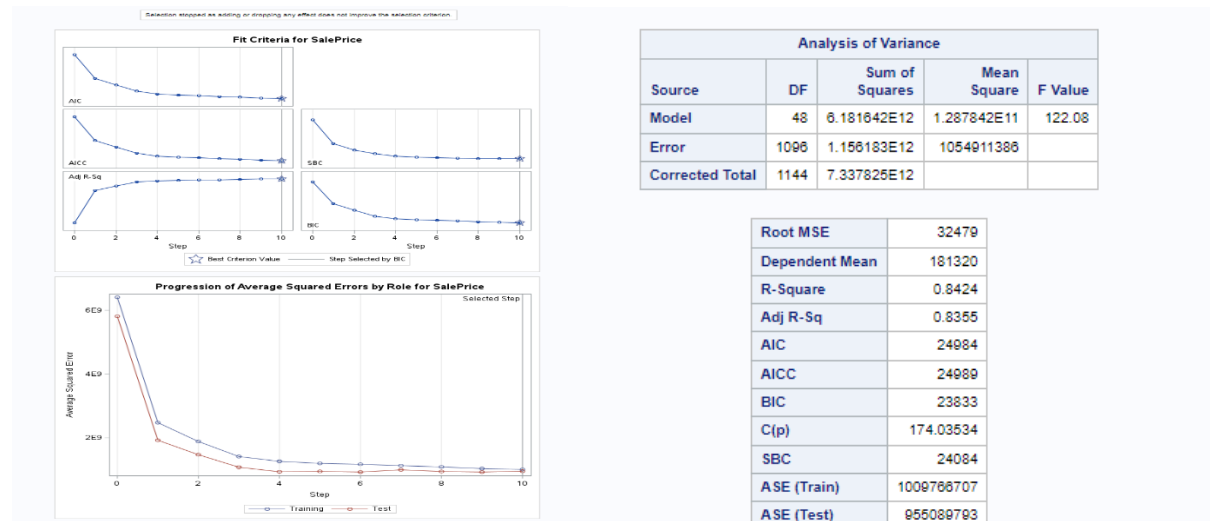 Selection stopped as adding or dropping any effect does not improve the selection criterion.
Fit Criteria for SalePrice
AIC
AICC
SBC
Adj R-Sq
BIC
0 2 4 6 8 10
0 2 4 6 8 10
Step
Step
Best Criterion Value Step Selected by BIC
Progression of Average Squared Errors by Role for SalePrice
Selected Step
6E9
4E9
2E9
Average Squared Error
0 2 4 6 8 10
Step
Training Test
Analysis of Variance
Source DF Sum of Squares Mean Square F Value
Model 48 6.181642E12 1.287842E11 122.08
Error 1096 1.156183E12 1054911386
Corrected Total 1144 7.337825E12
Root MSE 32479
Dependent Mean 181320
R-Square 0.8424
Adj R-Sq 0.8355
AIC 24984
AICC 24989
BIC 23833
C(p) 174.03534
SBC 24084
ASE (Train) 1009766707
ASE (Test) 955089793